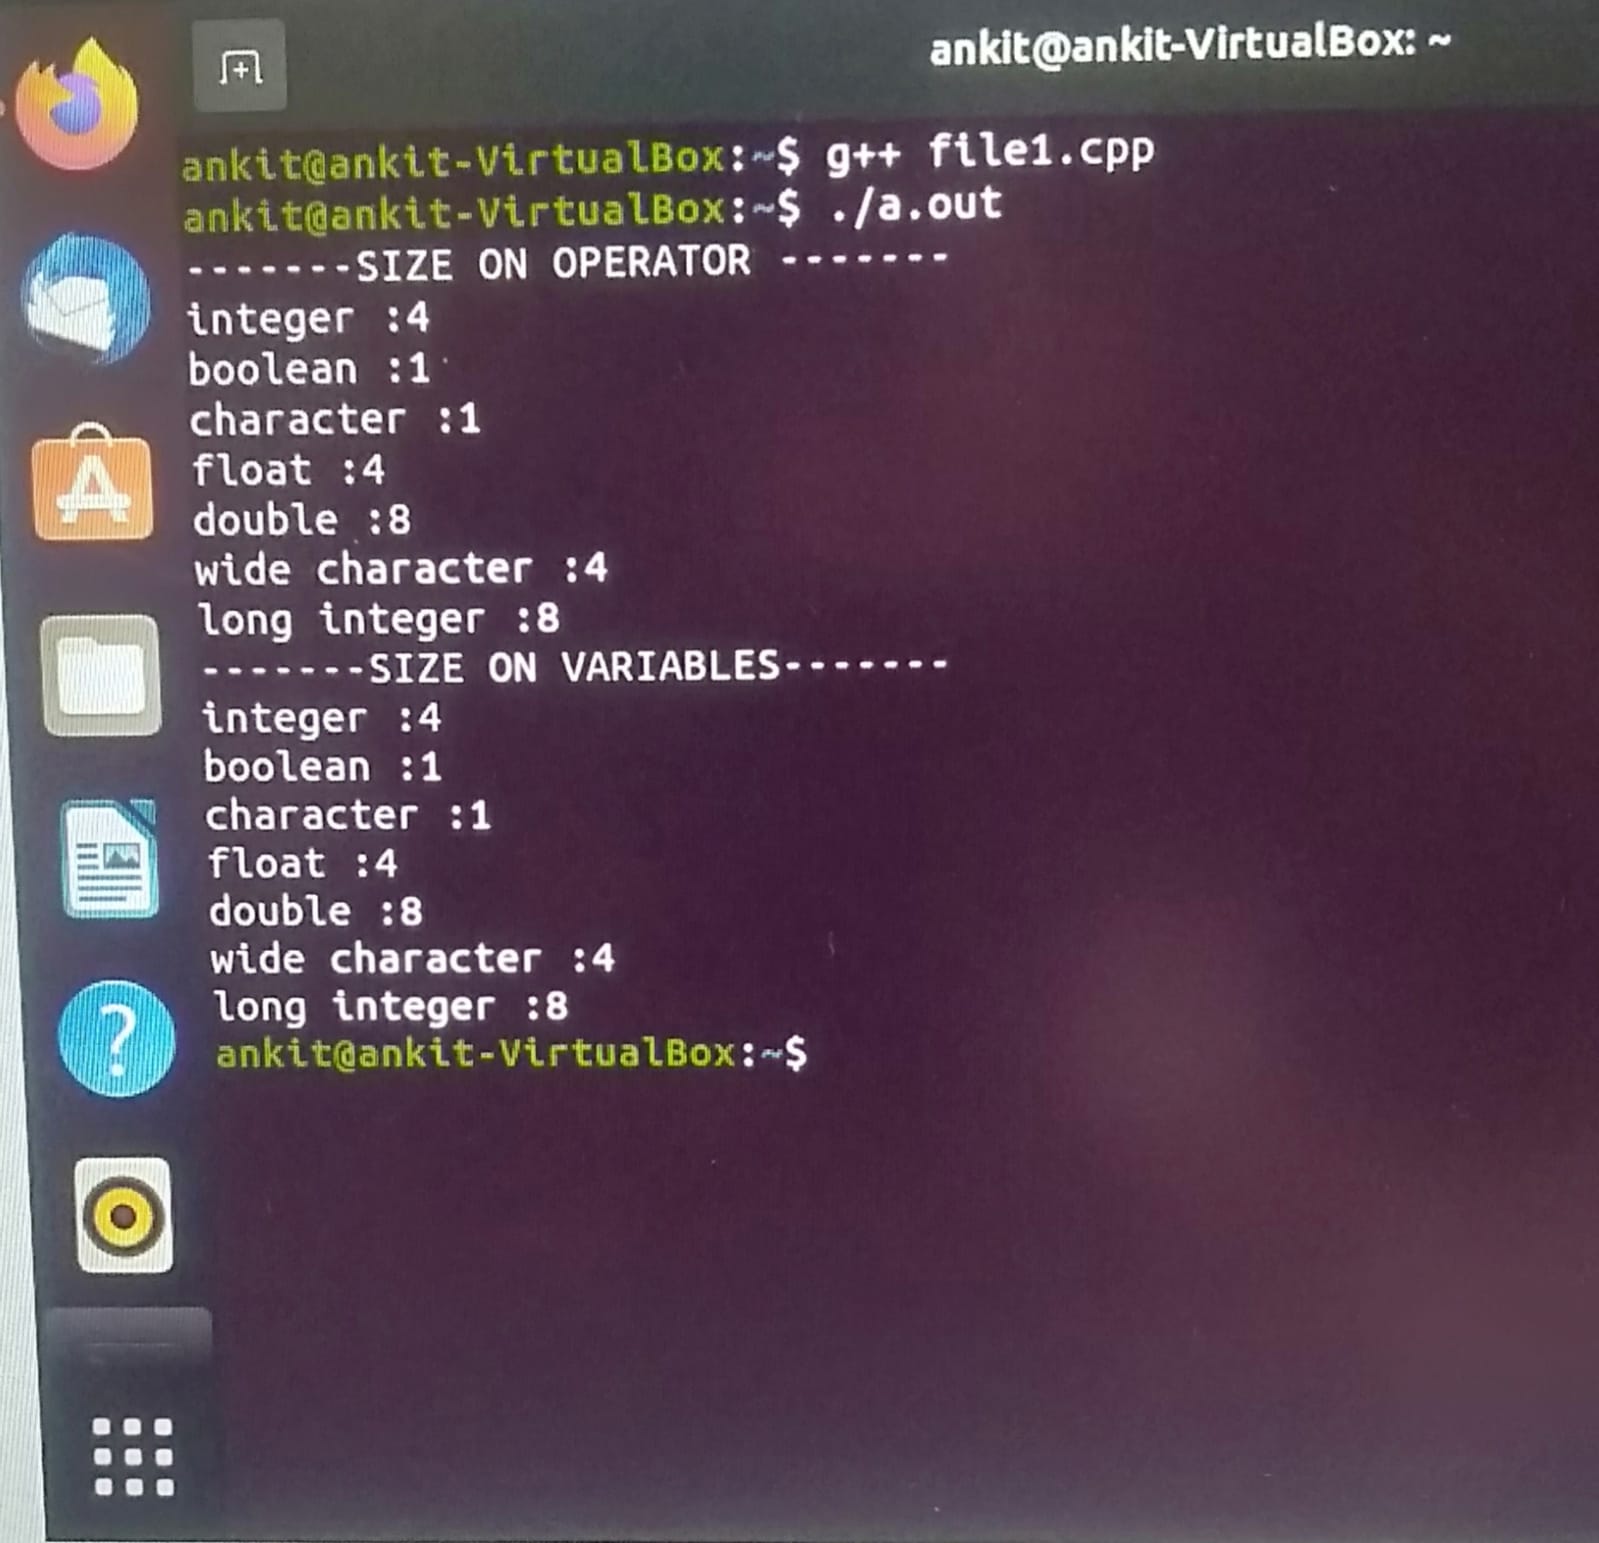 ankit@ankit-VirtualBox: ~
ankit@ankit-VirtualBox:~$ g++ file1.cpp
ankit@ankit-VirtualBox:~$ ./a.out
-------SIZE ON OPERATOR -------
integer :4
boolean :1
character :1
float :4
double :8
wide character :4
long integer :8
-------SIZE ON VARIABLES-------
integer :4
boolean :1
character :1
float :4
double :8
wide character :4
long integer :8
ankit@ankit-VirtualBox:~$